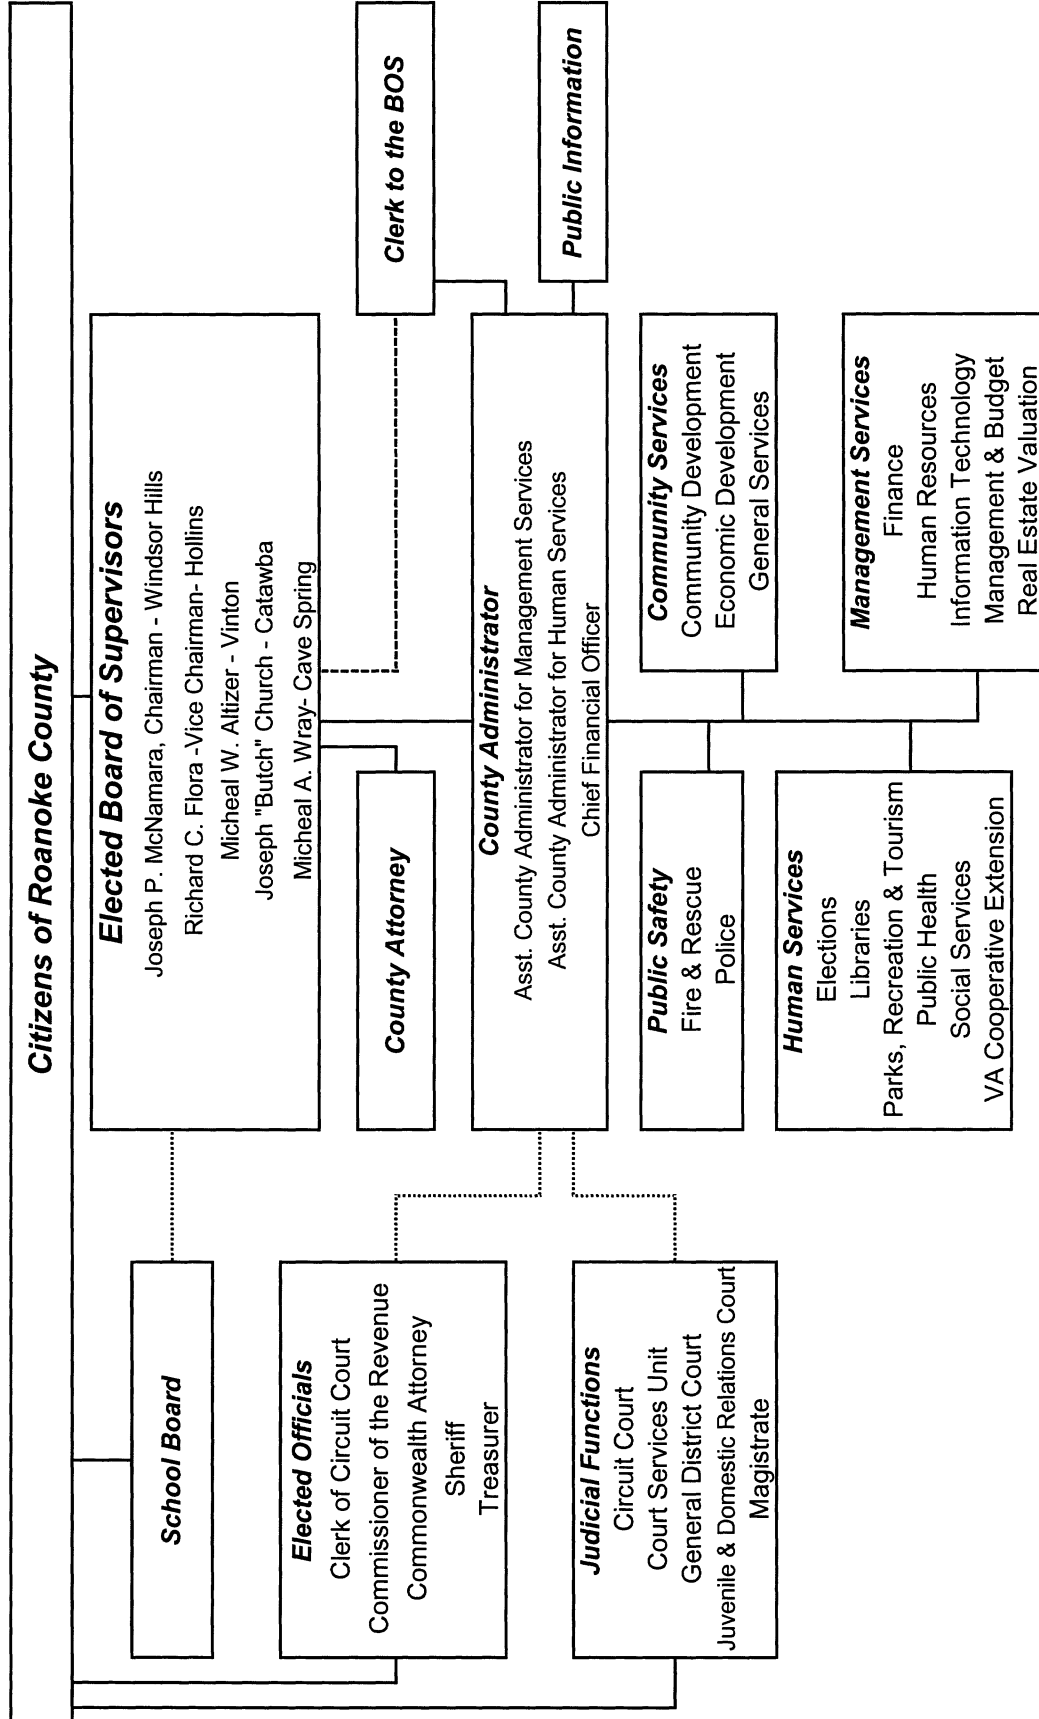 Citizens of Roanoke County
Elected Board of Supervisors
Joseph P. McNamara, Chairman - Windsor Hills
Richard C. Flora -Vice Chairman- Hollins
Micheal W. Altizer - Vinton
Joseph "Butch" Church - Catawba
Micheal A. Wray- Cave Spring
School Board
County Attorney
Clerk to the BOS
Elected Officials
Clerk of Circuit Court
Commissioner of the Revenue
Commonwealth Attorney
Sheriff
Treasurer
County Administrator
Asst. County Administrator for Management Services
Asst. County Administrator for Human Services
Chief Financial Officer
Public Information
Judicial Functions
Circuit Court
Court Services Unit
General District Court
Juvenile & Domestic Relations Court
Magistrate
Public Safety
Fire & Rescue
Police
Community Services
Community Development
Economic Development
General Services
Human Services
Elections
Libraries
Parks, Recreation & Tourism
Public Health
Social Services
VA Cooperative Extension
Management Services
Finance
Human Resources
Information Technology
Management & Budget
Real Estate Valuation